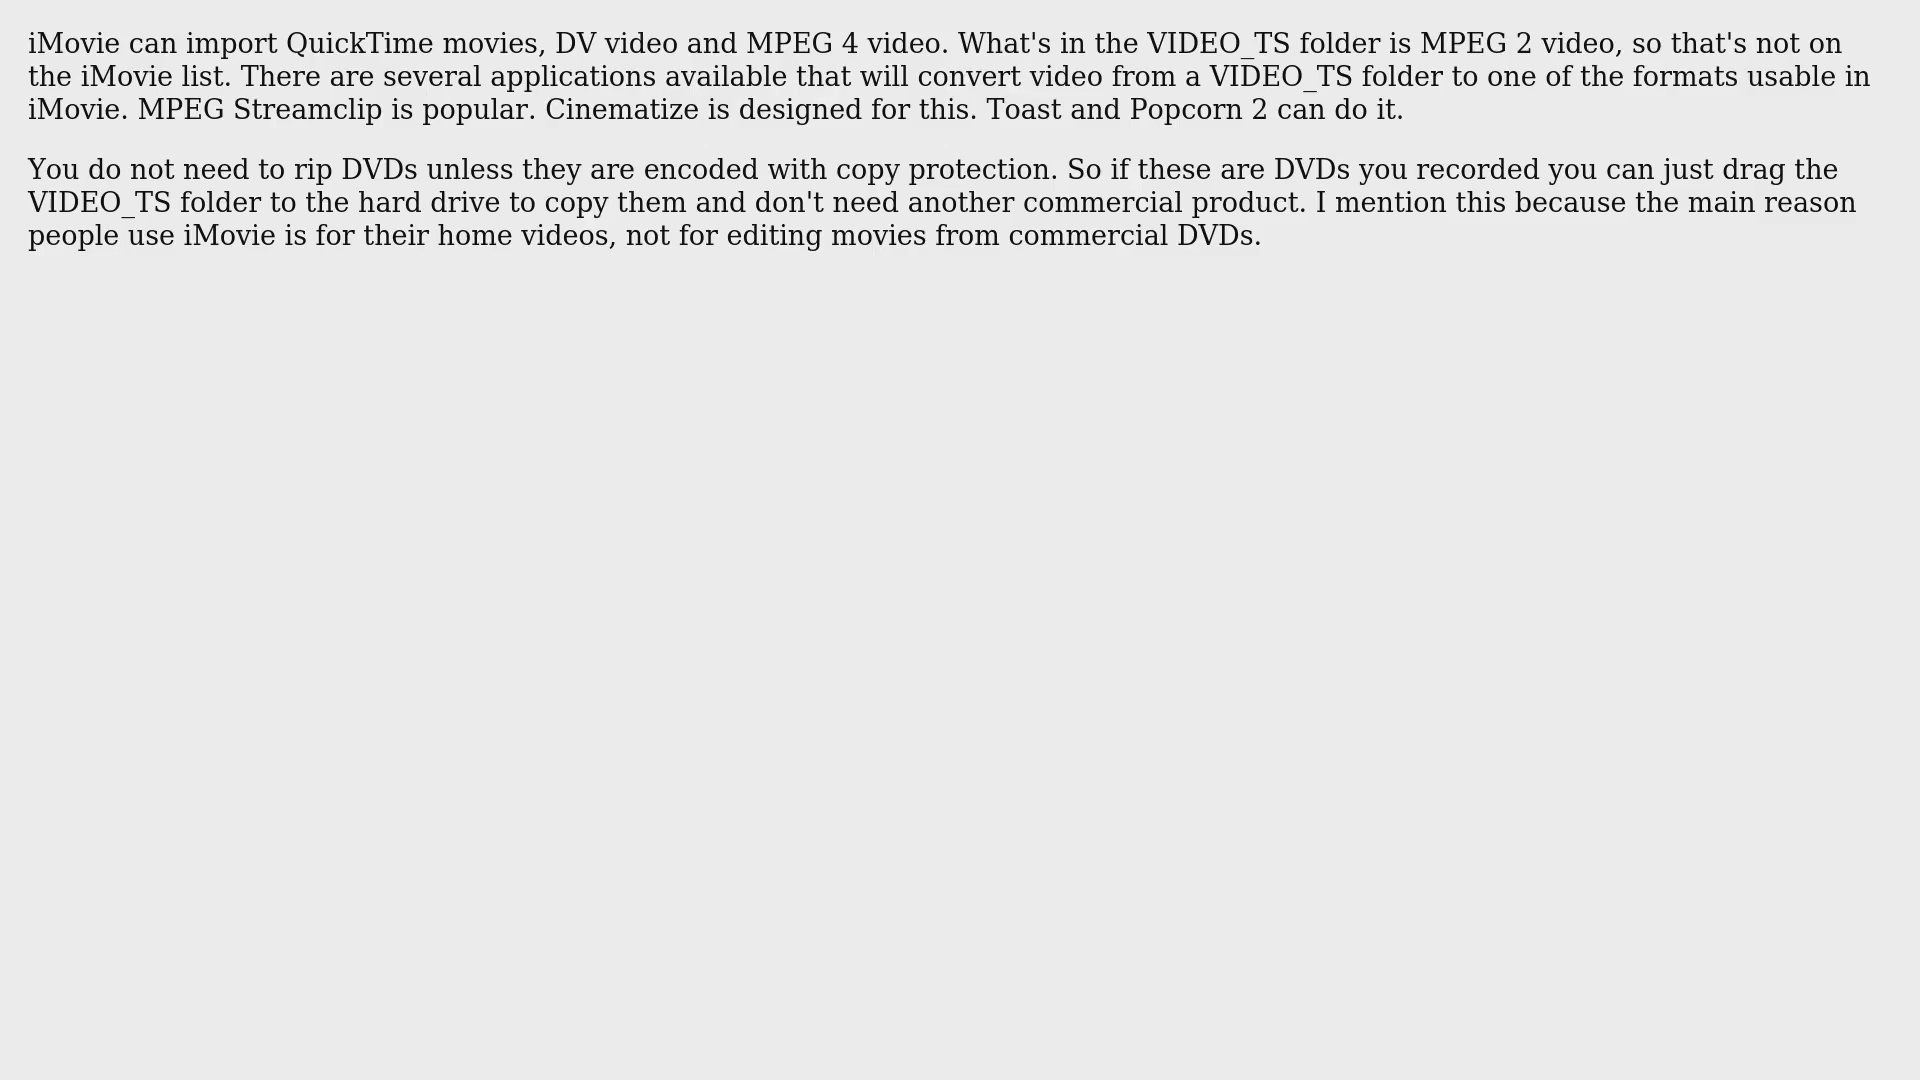 iMovie can import QuickTime movies, DV video and MPEG 4 video. What's in the VIDEO_TS folder is MPEG 2 video, so that's not on
the iMovie list. There are several applications available that will convert video from a VIDEO_TS folder to one of the formats usable in
iMovie. MPEG Streamclip is popular. Cinematize is designed for this. Toast and Popcorn 2 can do it.
You do not need to rip DVDs unless they are encoded with copy protection. So if these are DVDs you recorded you can just drag the
VIDEO_TS folder to the hard drive to copy them and don't need another commercial product. I mention this because the main reason
people use iMovie is for their home videos, not for editing movies from commercial DVDs.